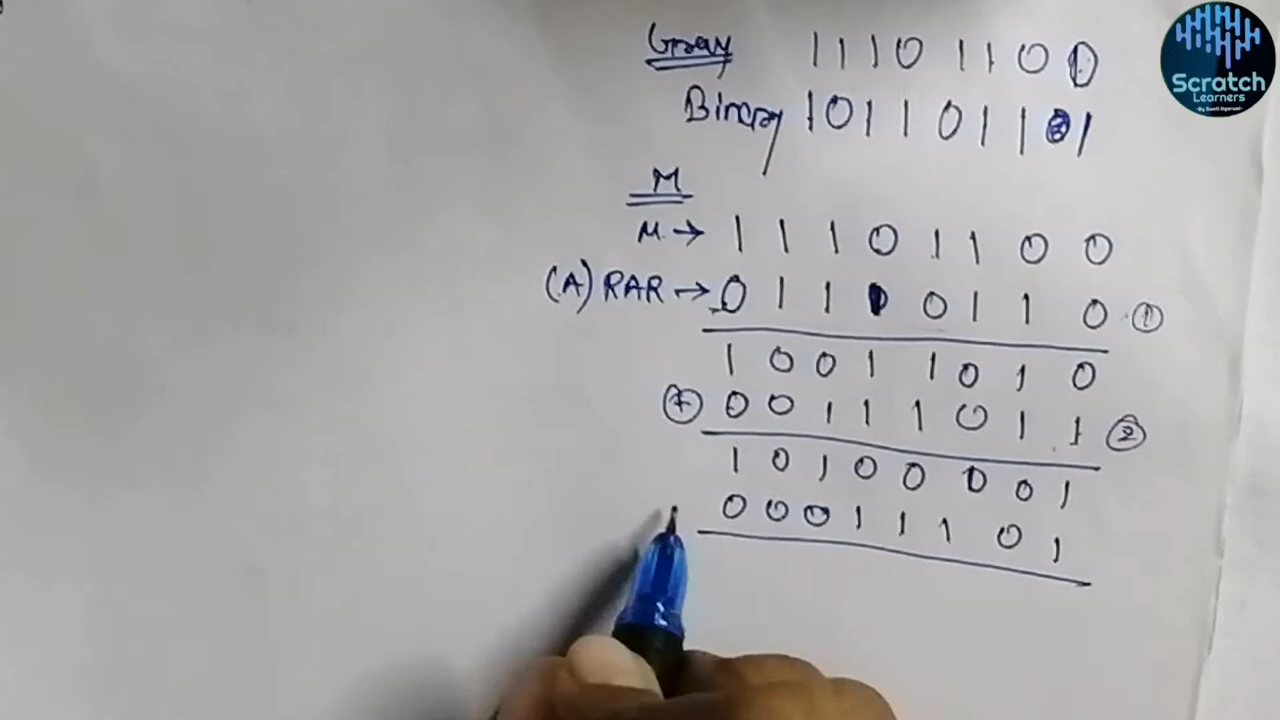 Gray 1 1 1 0 1 1 0 0
Binary 1 0 1 1 0 1 1 1
M
M → 1 1 1 0 1 1 0 0
(A) RAR → 0 1 1 1 0 1 1 0 ①
1 0 0 1 1 0 1 0
⊕ 0 0 1 1 1 0 1 1 ②
1 0 1 0 0 0 0 1
0 0 0 1 1 1 0 1
Scratch
Learners
-By Swati Agarwal-